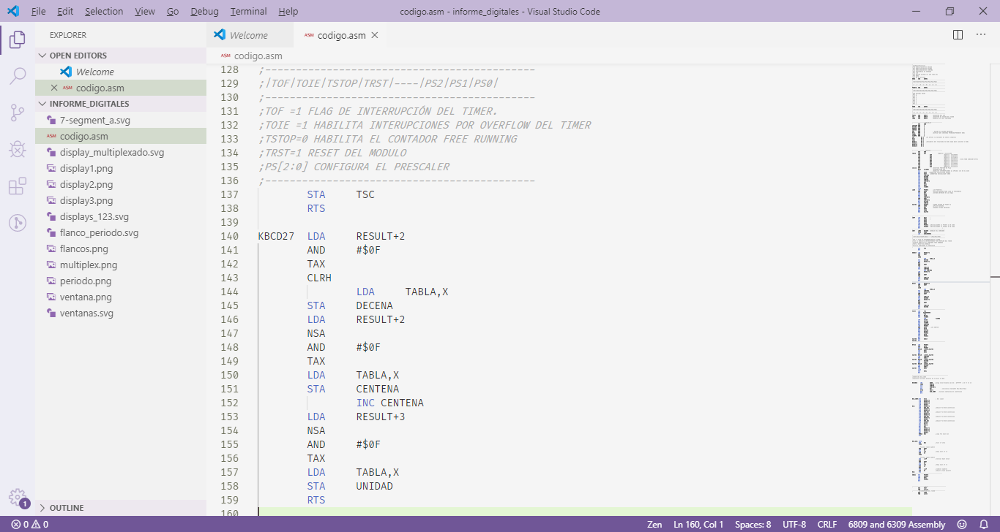 File Edit Selection View Go Debug Terminal Help codigo.asm - informe_digitales - Visual Studio Code
EXPLORER
OPEN EDITORS
Welcome
ASM codigo.asm
INFORME_DIGITALES
7-segment_a.svg
ASM codigo.asm
display_multiplexado.svg
display1.png
display2.png
display3.png
displays_123.svg
flanco_periodo.svg
flancos.png
multiplex.png
periodo.png
ventana.png
ventanas.svg
OUTLINE
1
Welcome ASM codigo.asm
ASM codigo.asm
128 ;--------------------------------------------
129 ;|TOF|TOIE|TSTOP|TRST|----|PS2|PS1|PS0|
130 ;--------------------------------------------
131 ;TOF =1 FLAG DE INTERRUPCIÓN DEL TIMER.
132 ;TOIE =1 HABILITA INTERUPCIONES POR OVERFLOW DEL TIMER
133 ;TSTOP=0 HABILITA EL CONTADOR FREE RUNNING
134 ;TRST=1 RESET DEL MODULO
135 ;PS[2:0] CONFIGURA EL PRESCALER
136 ;--------------------------------------------
137 STA TSC
138 RTS
139
140 KBCD27 LDA RESULT+2
141 AND #$0F
142 TAX
143 CLRH
144 LDA TABLA,X
145 STA DECENA
146 LDA RESULT+2
147 NSA
148 AND #$0F
149 TAX
150 LDA TABLA,X
151 STA CENTENA
152 INC CENTENA
153 LDA RESULT+3
154 NSA
155 AND #$0F
156 TAX
157 LDA TABLA,X
158 STA UNIDAD
159 RTS
160
0 0 Zen Ln 160, Col 1 Spaces: 8 UTF-8 CRLF 6809 and 6309 Assembly